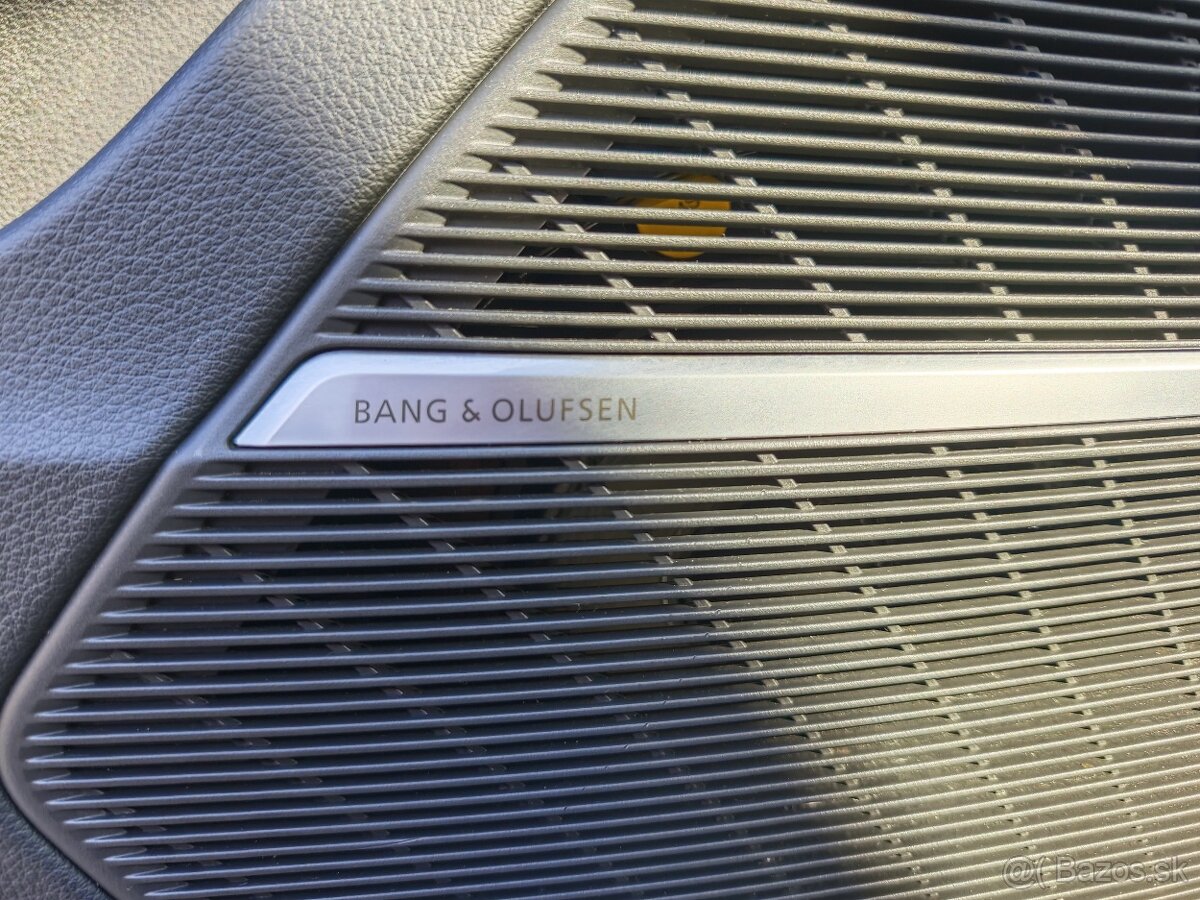 BANG & OLUFSEN
@( Bazos.sk